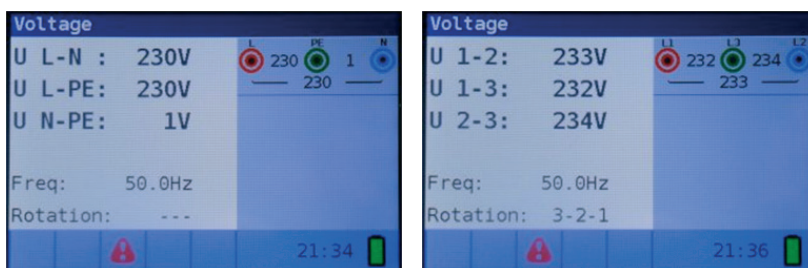 Voltage
U L-N : 230V
U L-PE: 230V
U N-PE: 1V
Freq: 50.0Hz
Rotation: ---
L PE N
230 1
230
21:34
Voltage
U 1-2: 233V
U 1-3: 232V
U 2-3: 234V
Freq: 50.0Hz
Rotation: 3-2-1
L1 L3 L2
232 234
233
21:36